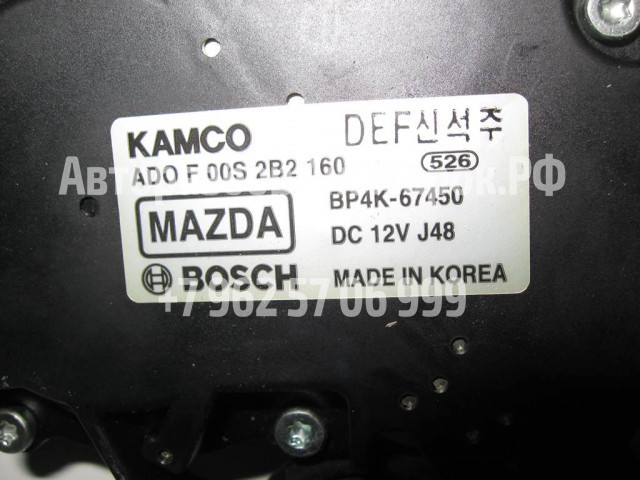 KAMCO DEF신석주
ADO F 00S 2B2 160 526
MAZDA BP4K-67450
DC 12V J48
BOSCH MADE IN KOREA
+7 962 57 06 999